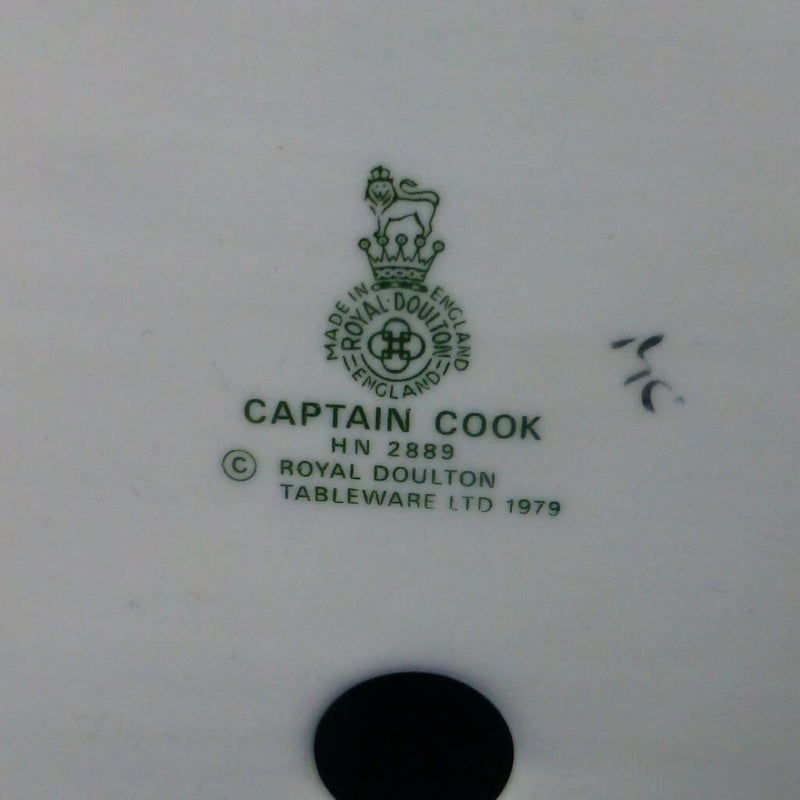 MADE IN ENGLAND
ROYAL·DOULTON
ENGLAND
CAPTAIN COOK
HN 2889
© ROYAL DOULTON
TABLEWARE LTD 1979